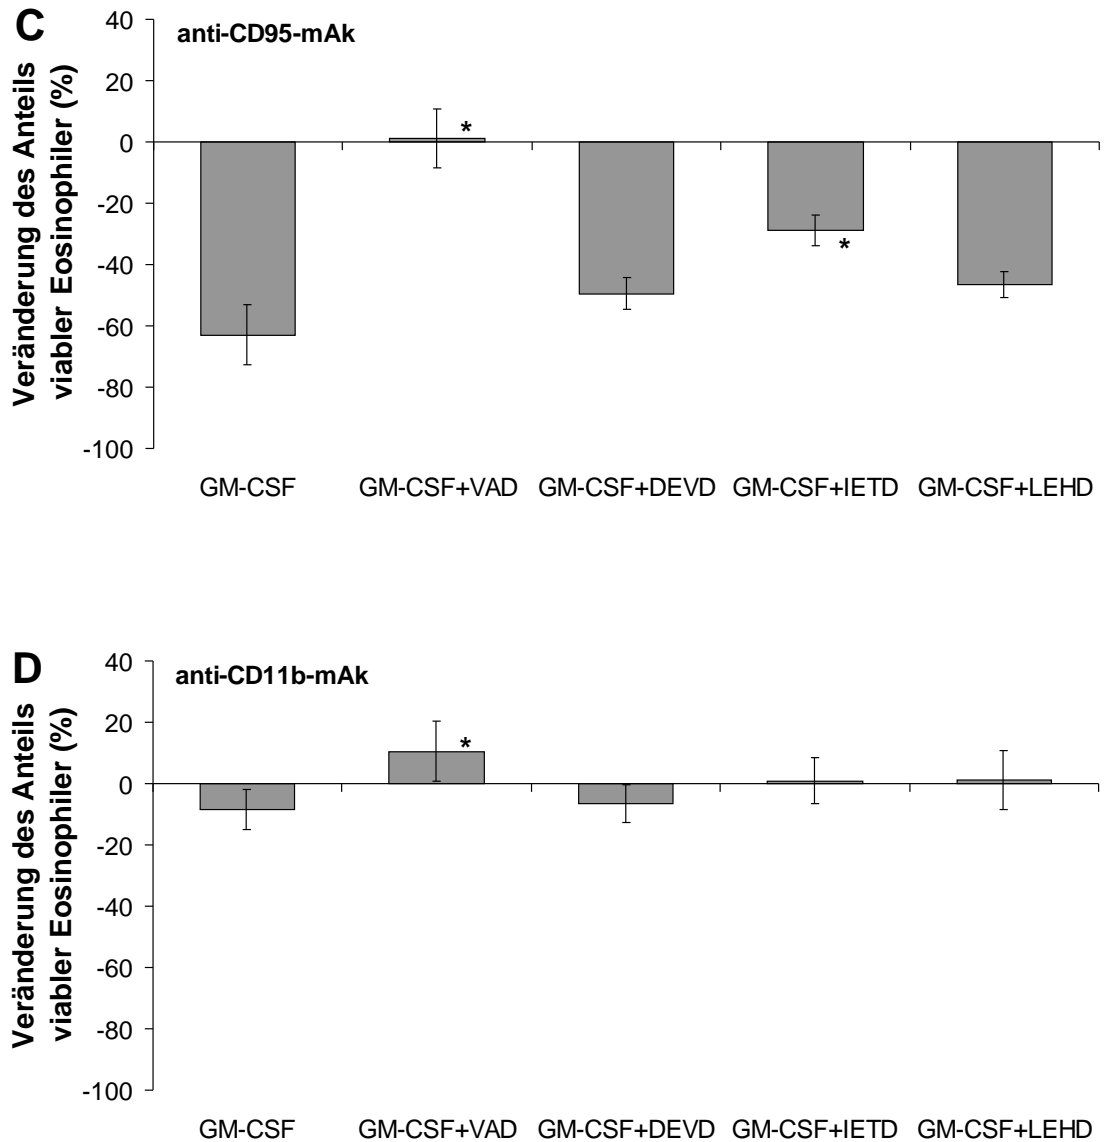 C
anti-CD95-mAk
Veränderung des Anteils
viabler Eosinophiler (%)
40
20
0
-20
-40
-60
-80
-100
*
*
GM-CSF GM-CSF+VAD GM-CSF+DEVD GM-CSF+IETD GM-CSF+LEHD
D
anti-CD11b-mAk
Veränderung des Anteils
viabler Eosinophiler (%)
40
20
0
-20
-40
-60
-80
-100
*
GM-CSF GM-CSF+VAD GM-CSF+DEVD GM-CSF+IETD GM-CSF+LEHD